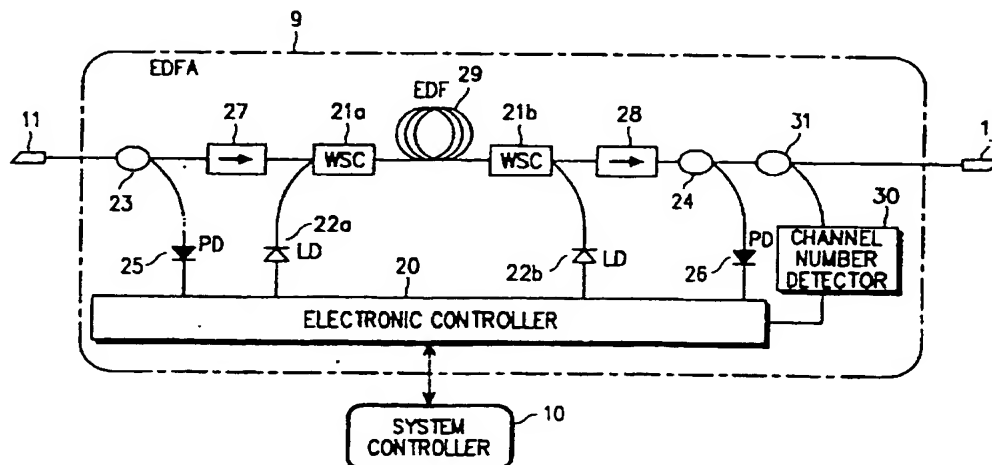 9
EDFA
EDF
29
11
27
21a
21b
28
31
1
WSC
WSC
23
24
30
22a
PD
LD
25
20
22b
LD
PD
26
CHANNEL
NUMBER
DETECTOR
ELECTRONIC CONTROLLER
10
SYSTEM
CONTROLLER